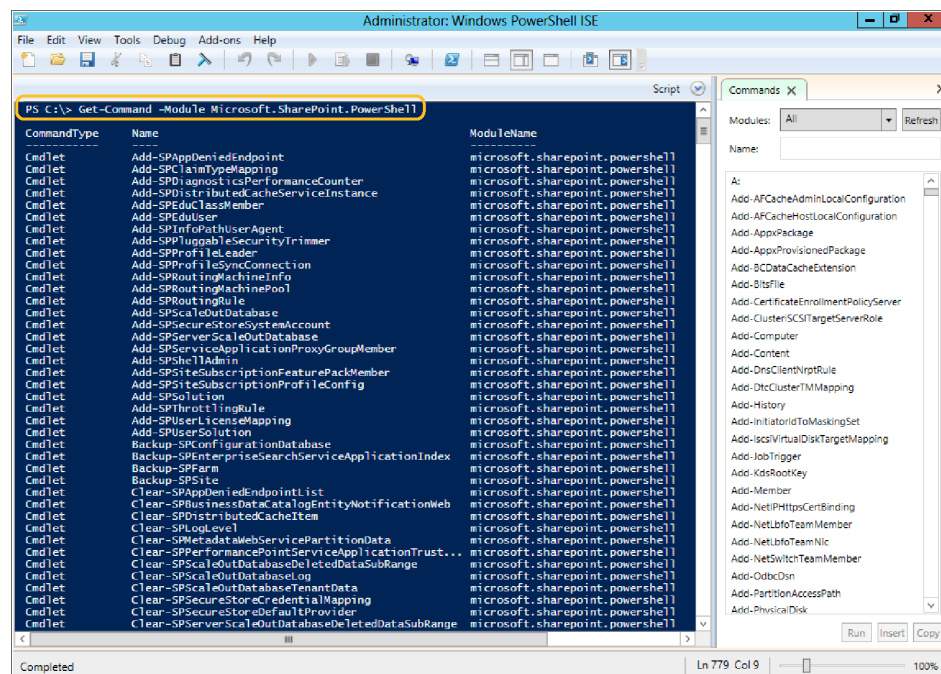 Administrator: Windows PowerShell ISE
File Edit View Tools Debug Add-ons Help
Script
PS C:\> Get-Command -Module Microsoft.SharePoint.PowerShell
CommandType Name ModuleName
----------- ---- ----------
Cmdlet Add-SPAppDeniedEndpoint microsoft.sharepoint.powershell
Cmdlet Add-SPClaimTypeMapping microsoft.sharepoint.powershell
Cmdlet Add-SPDiagnosticsPerformanceCounter microsoft.sharepoint.powershell
Cmdlet Add-SPDistributedCacheServiceInstance microsoft.sharepoint.powershell
Cmdlet Add-SPEduClassMember microsoft.sharepoint.powershell
Cmdlet Add-SPEduUser microsoft.sharepoint.powershell
Cmdlet Add-SPInfoPathUserAgent microsoft.sharepoint.powershell
Cmdlet Add-SPPluggableSecurityTrimmer microsoft.sharepoint.powershell
Cmdlet Add-SPProfileLeader microsoft.sharepoint.powershell
Cmdlet Add-SPProfileSyncConnection microsoft.sharepoint.powershell
Cmdlet Add-SPRoutingMachineInfo microsoft.sharepoint.powershell
Cmdlet Add-SPRoutingMachinePool microsoft.sharepoint.powershell
Cmdlet Add-SPRoutingRule microsoft.sharepoint.powershell
Cmdlet Add-SPScaleOutDatabase microsoft.sharepoint.powershell
Cmdlet Add-SPSecureStoreSystemAccount microsoft.sharepoint.powershell
Cmdlet Add-SPServerScaleOutDatabase microsoft.sharepoint.powershell
Cmdlet Add-SPServiceApplicationProxyGroupMember microsoft.sharepoint.powershell
Cmdlet Add-SPShellAdmin microsoft.sharepoint.powershell
Cmdlet Add-SPSiteSubscriptionFeaturePackMember microsoft.sharepoint.powershell
Cmdlet Add-SPSiteSubscriptionProfileConfig microsoft.sharepoint.powershell
Cmdlet Add-SPSolution microsoft.sharepoint.powershell
Cmdlet Add-SPThrottlingRule microsoft.sharepoint.powershell
Cmdlet Add-SPUserLicenseMapping microsoft.sharepoint.powershell
Cmdlet Add-SPUserSolution microsoft.sharepoint.powershell
Cmdlet Backup-SPConfigurationDatabase microsoft.sharepoint.powershell
Cmdlet Backup-SPEnterpriseSearchServiceApplicationIndex microsoft.sharepoint.powershell
Cmdlet Backup-SPFarm microsoft.sharepoint.powershell
Cmdlet Backup-SPSite microsoft.sharepoint.powershell
Cmdlet Clear-SPAppDeniedEndpointList microsoft.sharepoint.powershell
Cmdlet Clear-SPBusinessDataCatalogEntityNotificationWeb microsoft.sharepoint.powershell
Cmdlet Clear-SPDistributedCacheItem microsoft.sharepoint.powershell
Cmdlet Clear-SPLogLevel microsoft.sharepoint.powershell
Cmdlet Clear-SPMetadataWebServicePartitionData microsoft.sharepoint.powershell
Cmdlet Clear-SPPerformancePointServiceApplicationTrust... microsoft.sharepoint.powershell
Cmdlet Clear-SPScaleOutDatabaseDeletedDataSubRange microsoft.sharepoint.powershell
Cmdlet Clear-SPScaleOutDatabaseLog microsoft.sharepoint.powershell
Cmdlet Clear-SPScaleOutDatabaseTenantData microsoft.sharepoint.powershell
Cmdlet Clear-SPSecureStoreCredentialMapping microsoft.sharepoint.powershell
Cmdlet Clear-SPSecureStoreDefaultProvider microsoft.sharepoint.powershell
Cmdlet Clear-SPServerScaleOutDatabaseDeletedDataSubRange microsoft.sharepoint.powershell
Commands
Modules: All Refresh
Name:
A:
Add-AFCacheAdminLocalConfiguration
Add-AFCacheHostLocalConfiguration
Add-AppxPackage
Add-AppxProvisionedPackage
Add-BCDataCacheExtension
Add-BitsFile
Add-CertificateEnrollmentPolicyServer
Add-ClusteriSCSITargetServerRole
Add-Computer
Add-Content
Add-DnsClientNrptRule
Add-DtcClusterTMMapping
Add-History
Add-InitiatorIdToMaskingSet
Add-IscsiVirtualDiskTargetMapping
Add-JobTrigger
Add-KdsRootKey
Add-Member
Add-NetIPHttpsCertBinding
Add-NetLbfoTeamMember
Add-NetLbfoTeamNic
Add-NetSwitchTeamMember
Add-OdbcDsn
Add-PartitionAccessPath
Add-PhysicalDisk
Run Insert Copy
Completed Ln 779 Col 9 100%